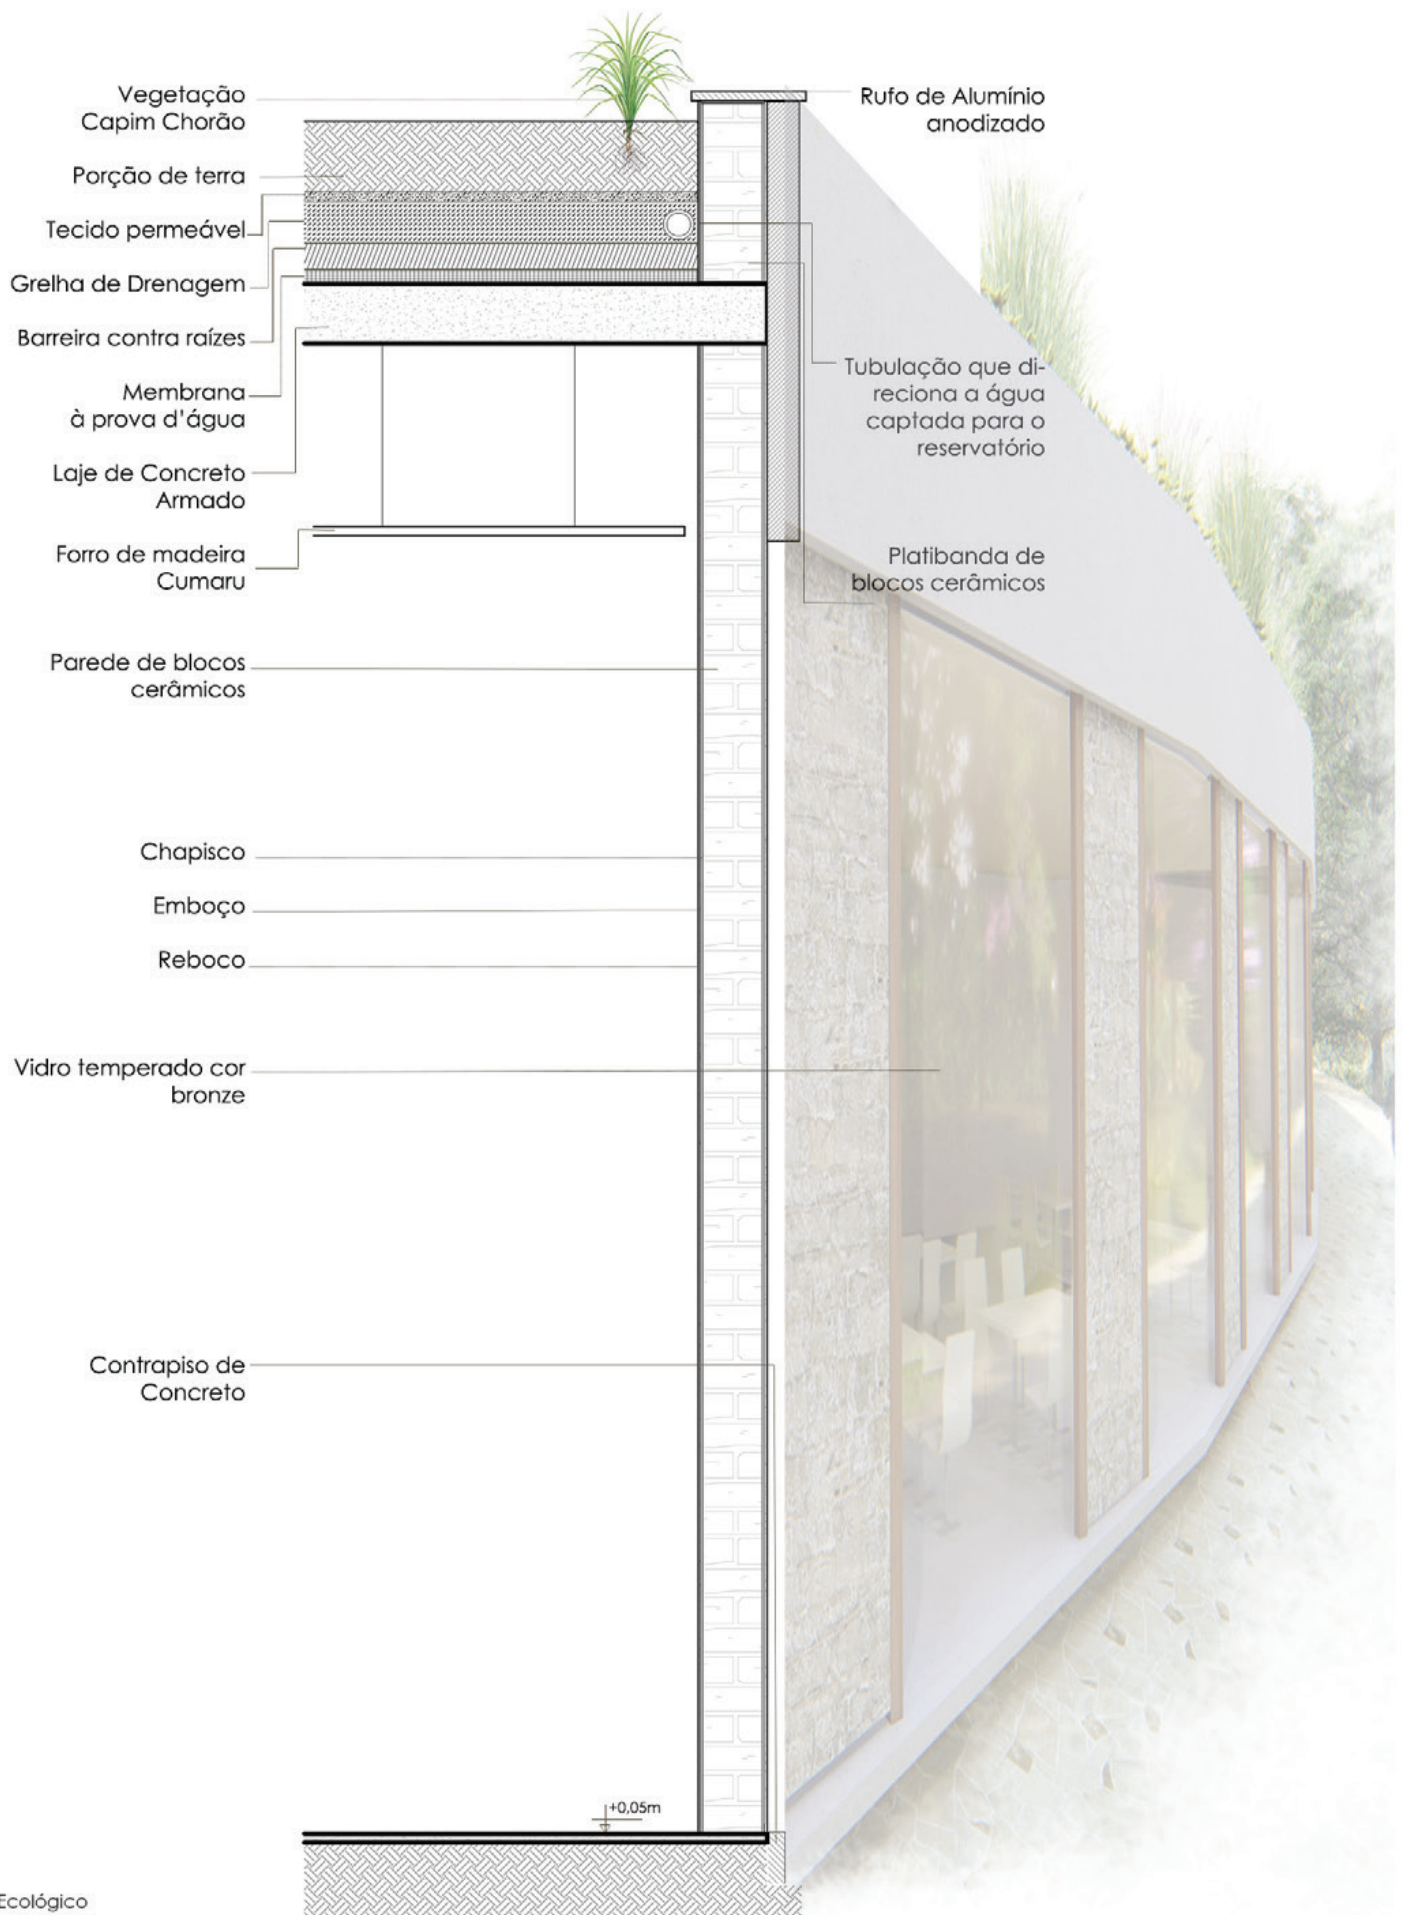 Vegetação
Capim Chorão
Porção de terra
Tecido permeável
Grelha de Drenagem
Barreira contra raízes
Membrana
à prova d'água
Laje de Concreto
Armado
Forro de madeira
Cumaru
Parede de blocos
cerâmicos
Chapisco
Emboço
Reboco
Vidro temperado cor
bronze
Contrapiso de
Concreto
Rufo de Alumínio
anodizado
Tubulação que di-
reciona a água
captada para o
reservatório
Platibanda de
blocos cerâmicos
+0,05m
Ecológico